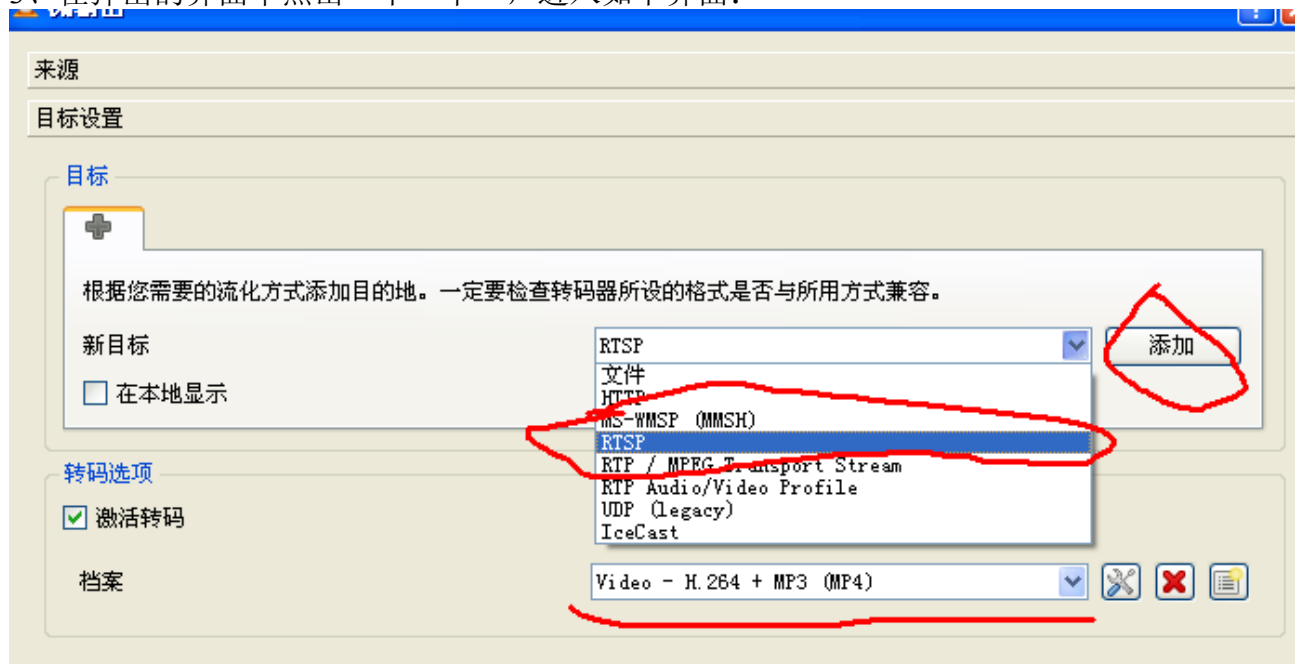 来源
目标设置
目标
根据您需要的流化方式添加目的地。一定要检查转码器所设的格式是否与所用方式兼容。
新目标
RTSP
添加
在本地显示
文件
HTTP
MS-WMSP (MMSH)
RTSP
RTP / MPEG Transport Stream
RTP Audio/Video Profile
UDP (legacy)
IceCast
转码选项
激活转码
档案
Video - H.264 + MP3 (MP4)